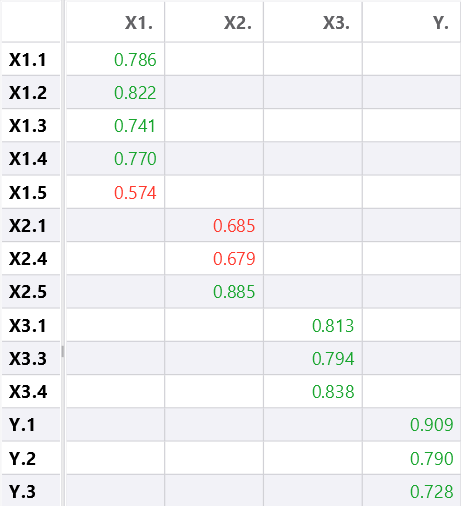 X1. X2. X3. Y.
X1.1 0.786
X1.2 0.822
X1.3 0.741
X1.4 0.770
X1.5 0.574
X2.1 0.685
X2.4 0.679
X2.5 0.885
X3.1 0.813
X3.3 0.794
X3.4 0.838
Y.1 0.909
Y.2 0.790
Y.3 0.728